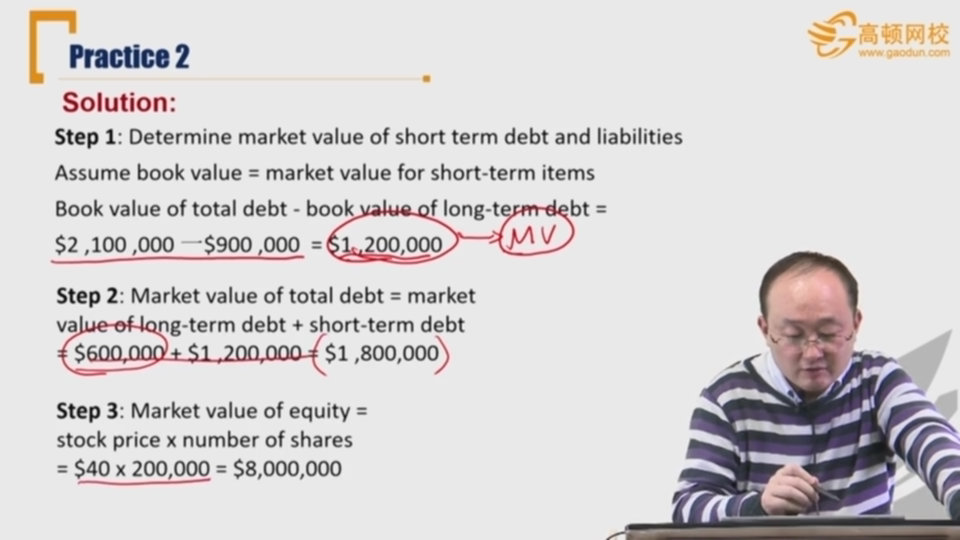 Practice 2
高顿网校
www.gaodun.com
Solution:
Step 1: Determine market value of short term debt and liabilities
Assume book value = market value for short-term items
Book value of total debt - book value of long-term debt =
$2 ,100 ,000 —$900 ,000 = $1 ,200,000 → MV
Step 2: Market value of total debt = market
value of long-term debt + short-term debt
= $600,000 + $1 ,200,000 = ($1 ,800,000)
Step 3: Market value of equity =
stock price x number of shares
= $40 x 200,000 = $8,000,000